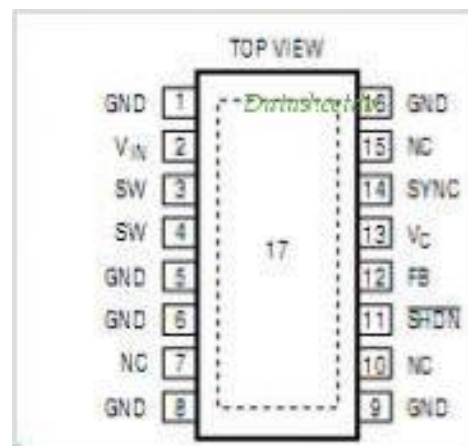 TOP VIEW
GND 1 16 GND
VIN 2 15 NC
SW 3 14 SYNC
SW 4 13 VC
GND 5 12 FB
17
GND 6 11 SHDN
NC 7 10 NC
GND 8 9 GND